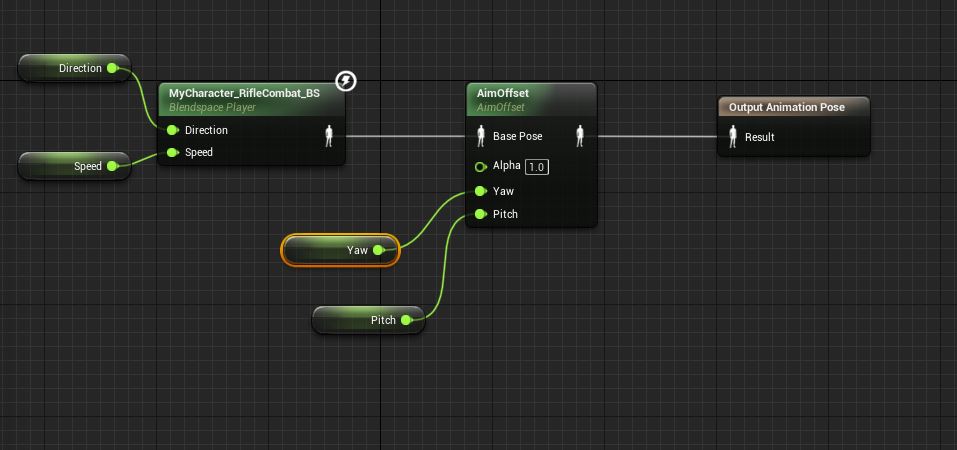 Direction
MyCharacter_RifleCombat_BS
Blendspace Player
Direction
Speed
Speed
AimOffset
AimOffset
Base Pose
Alpha 1.0
Yaw
Pitch
Output Animation Pose
Result
Yaw
Pitch